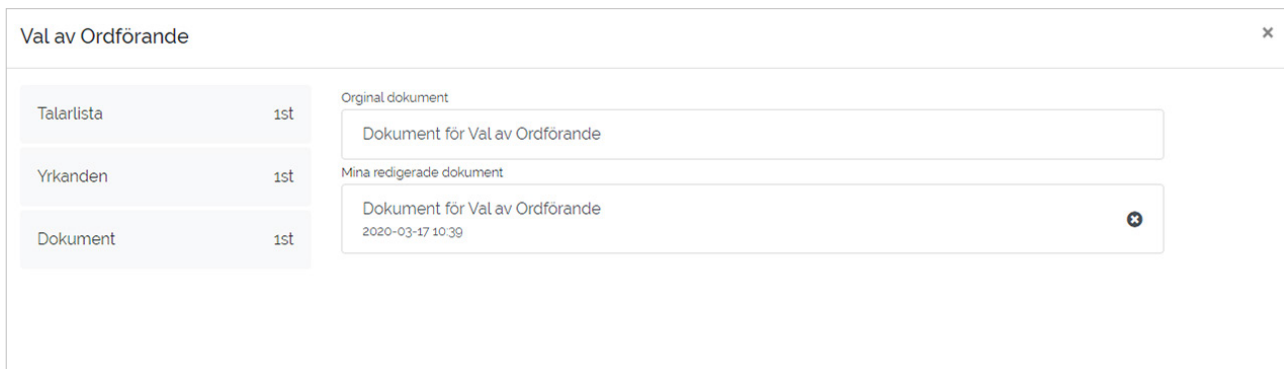 Val av Ordförande
Talarlista 1st
Yrkanden 1st
Dokument 1st
Orginal dokument
Dokument för Val av Ordförande
Mina redigerade dokument
Dokument för Val av Ordförande
2020-03-17 10:39